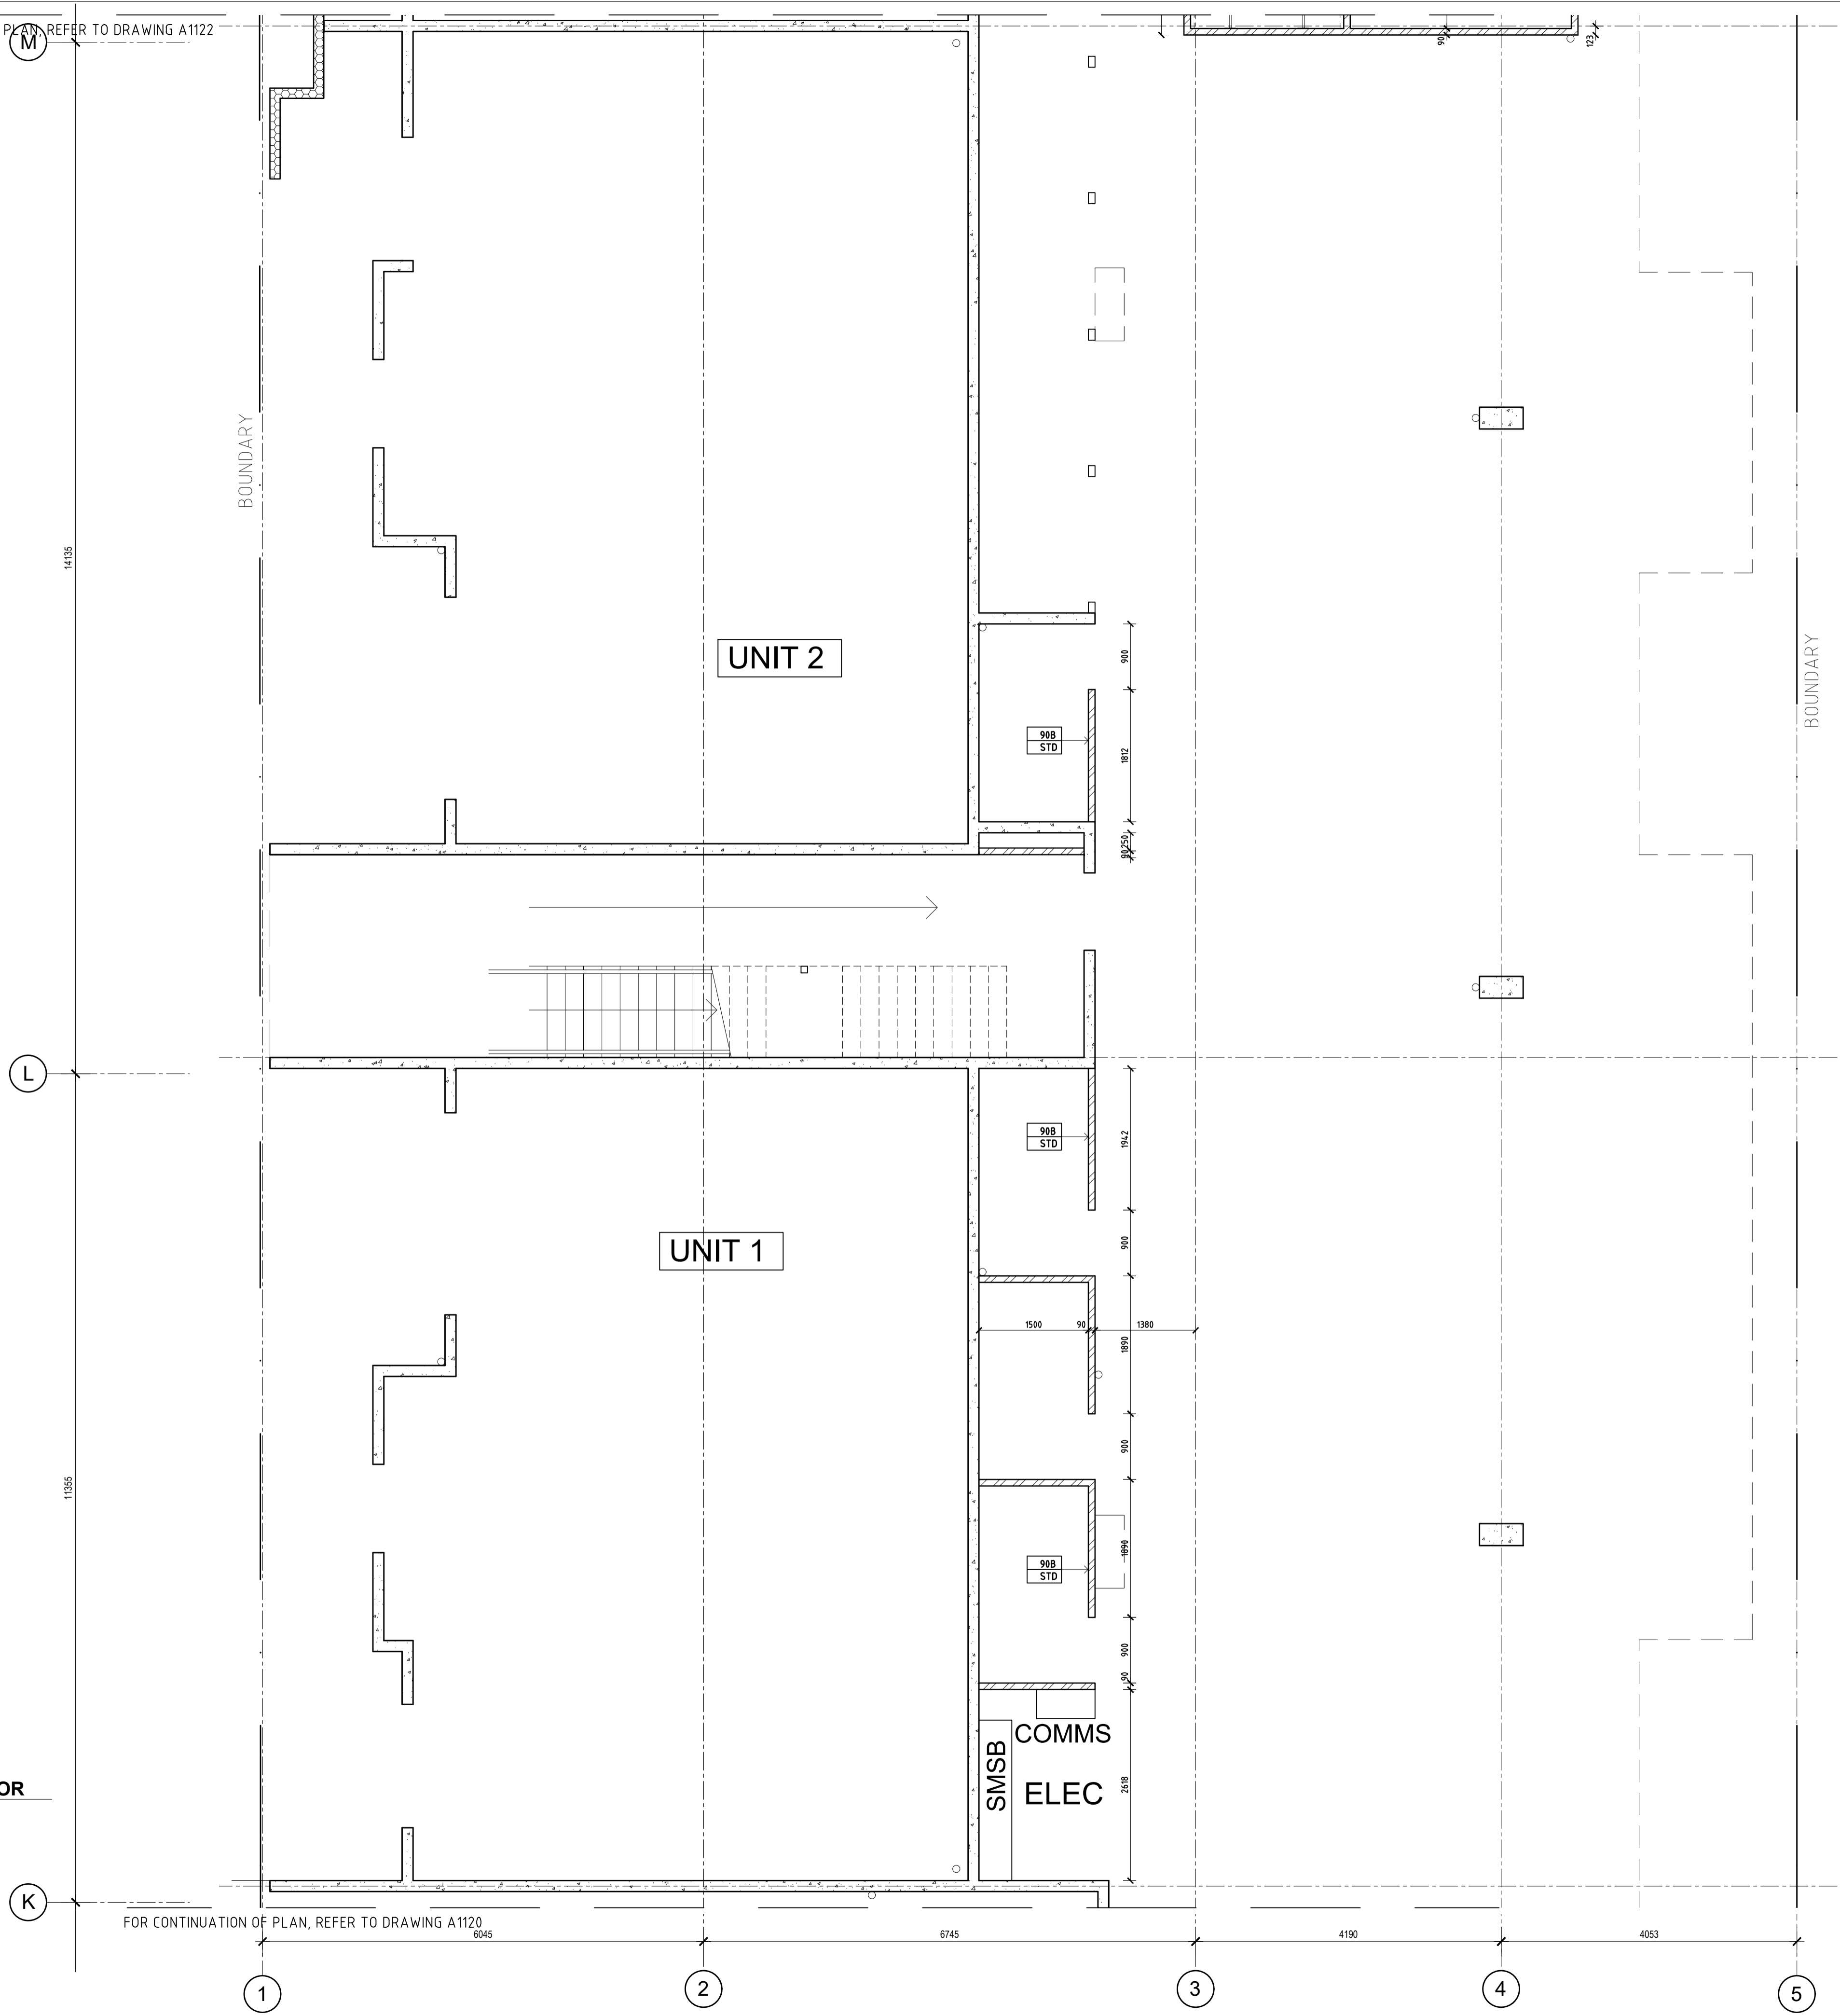 PLAN, REFER TO DRAWING A1122
M
90
123
BOUNDARY
14135
BOUNDARY
UNIT 2
900
90B
STD
1812
250
90
L
90B
STD
1942
UNIT 1
900
1500
90
1380
1890
900
11355
90B
STD
1890
900
90
COMMS
SMSB
ELEC
2618
OR
K
FOR CONTINUATION OF PLAN, REFER TO DRAWING A1120
6045
6745
4190
4053
1
2
3
4
5